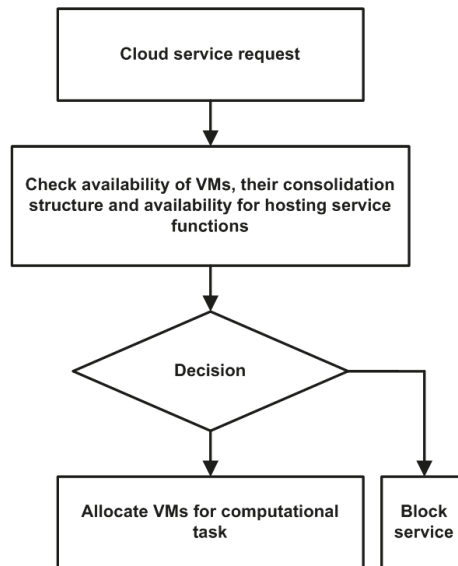 Cloud service request
Check availability of VMs, their consolidation
structure and availability for hosting service
functions
Decision
Allocate VMs for computational
task
Block
service